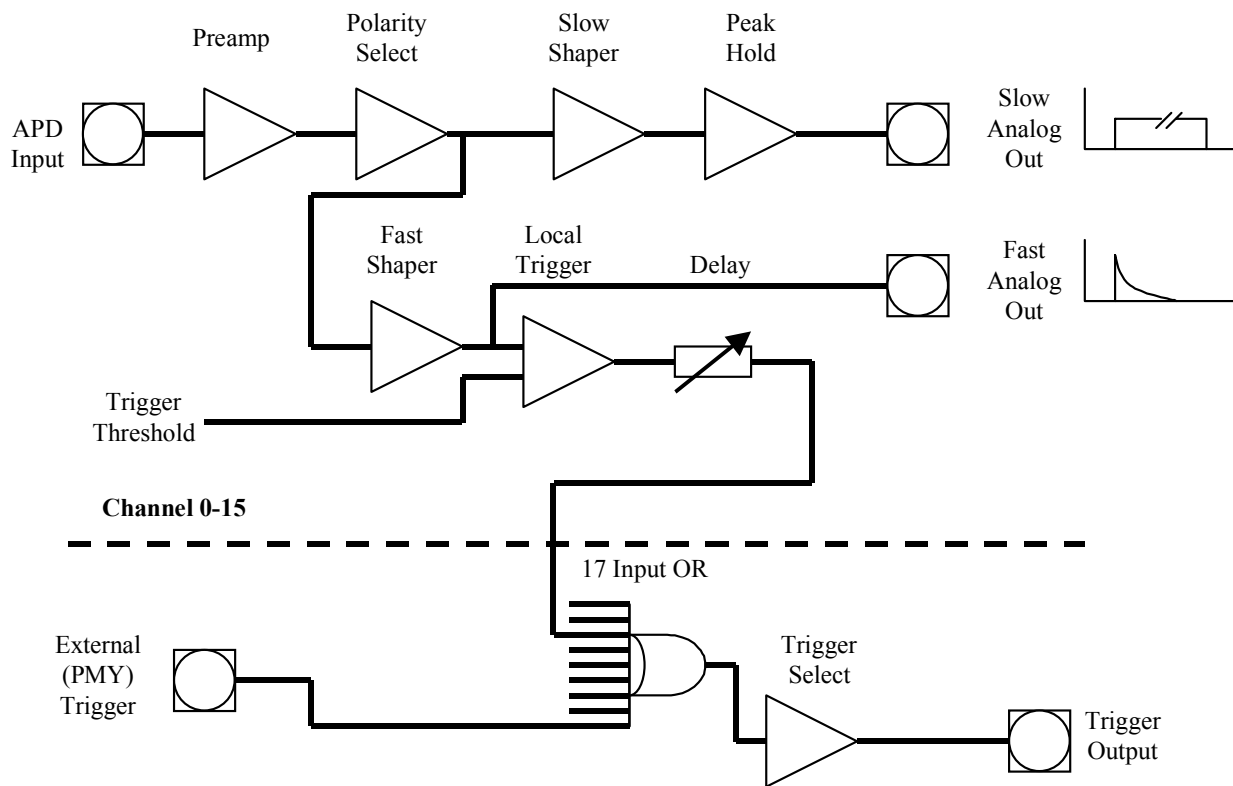 Preamp
Polarity
Select
Slow
Shaper
Peak
Hold
APD
Input
Slow
Analog
Out
Fast
Shaper
Local
Trigger
Delay
Fast
Analog
Out
Trigger
Threshold
Channel 0-15
17 Input OR
External
(PMY)
Trigger
Trigger
Select
Trigger
Output